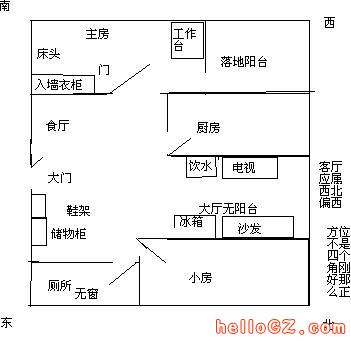 南
西
主房
床头
门
入墙衣柜
工作
台
落地阳台
食厅
厨房
大门
饮水
电视
客厅
应属
西北
偏西
鞋架
储物柜
大厅无阳台
冰箱
沙发
方位
不是
四个
角刚
好那
么正
厕所
无窗
小房
东
北
helloGZ.com